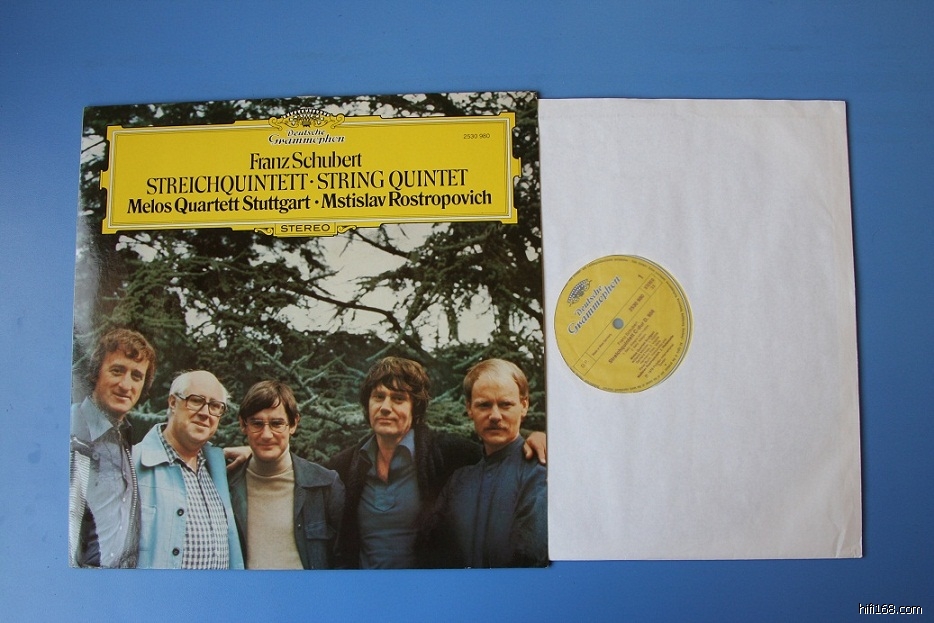 Deutsche
Grammophon
2530 980
Franz Schubert
STREICHQUINTETT · STRING QUINTET
Melos Quartett Stuttgart · Mstislav Rostropovich
STEREO
Deutsche
Grammophon
hifi168.com